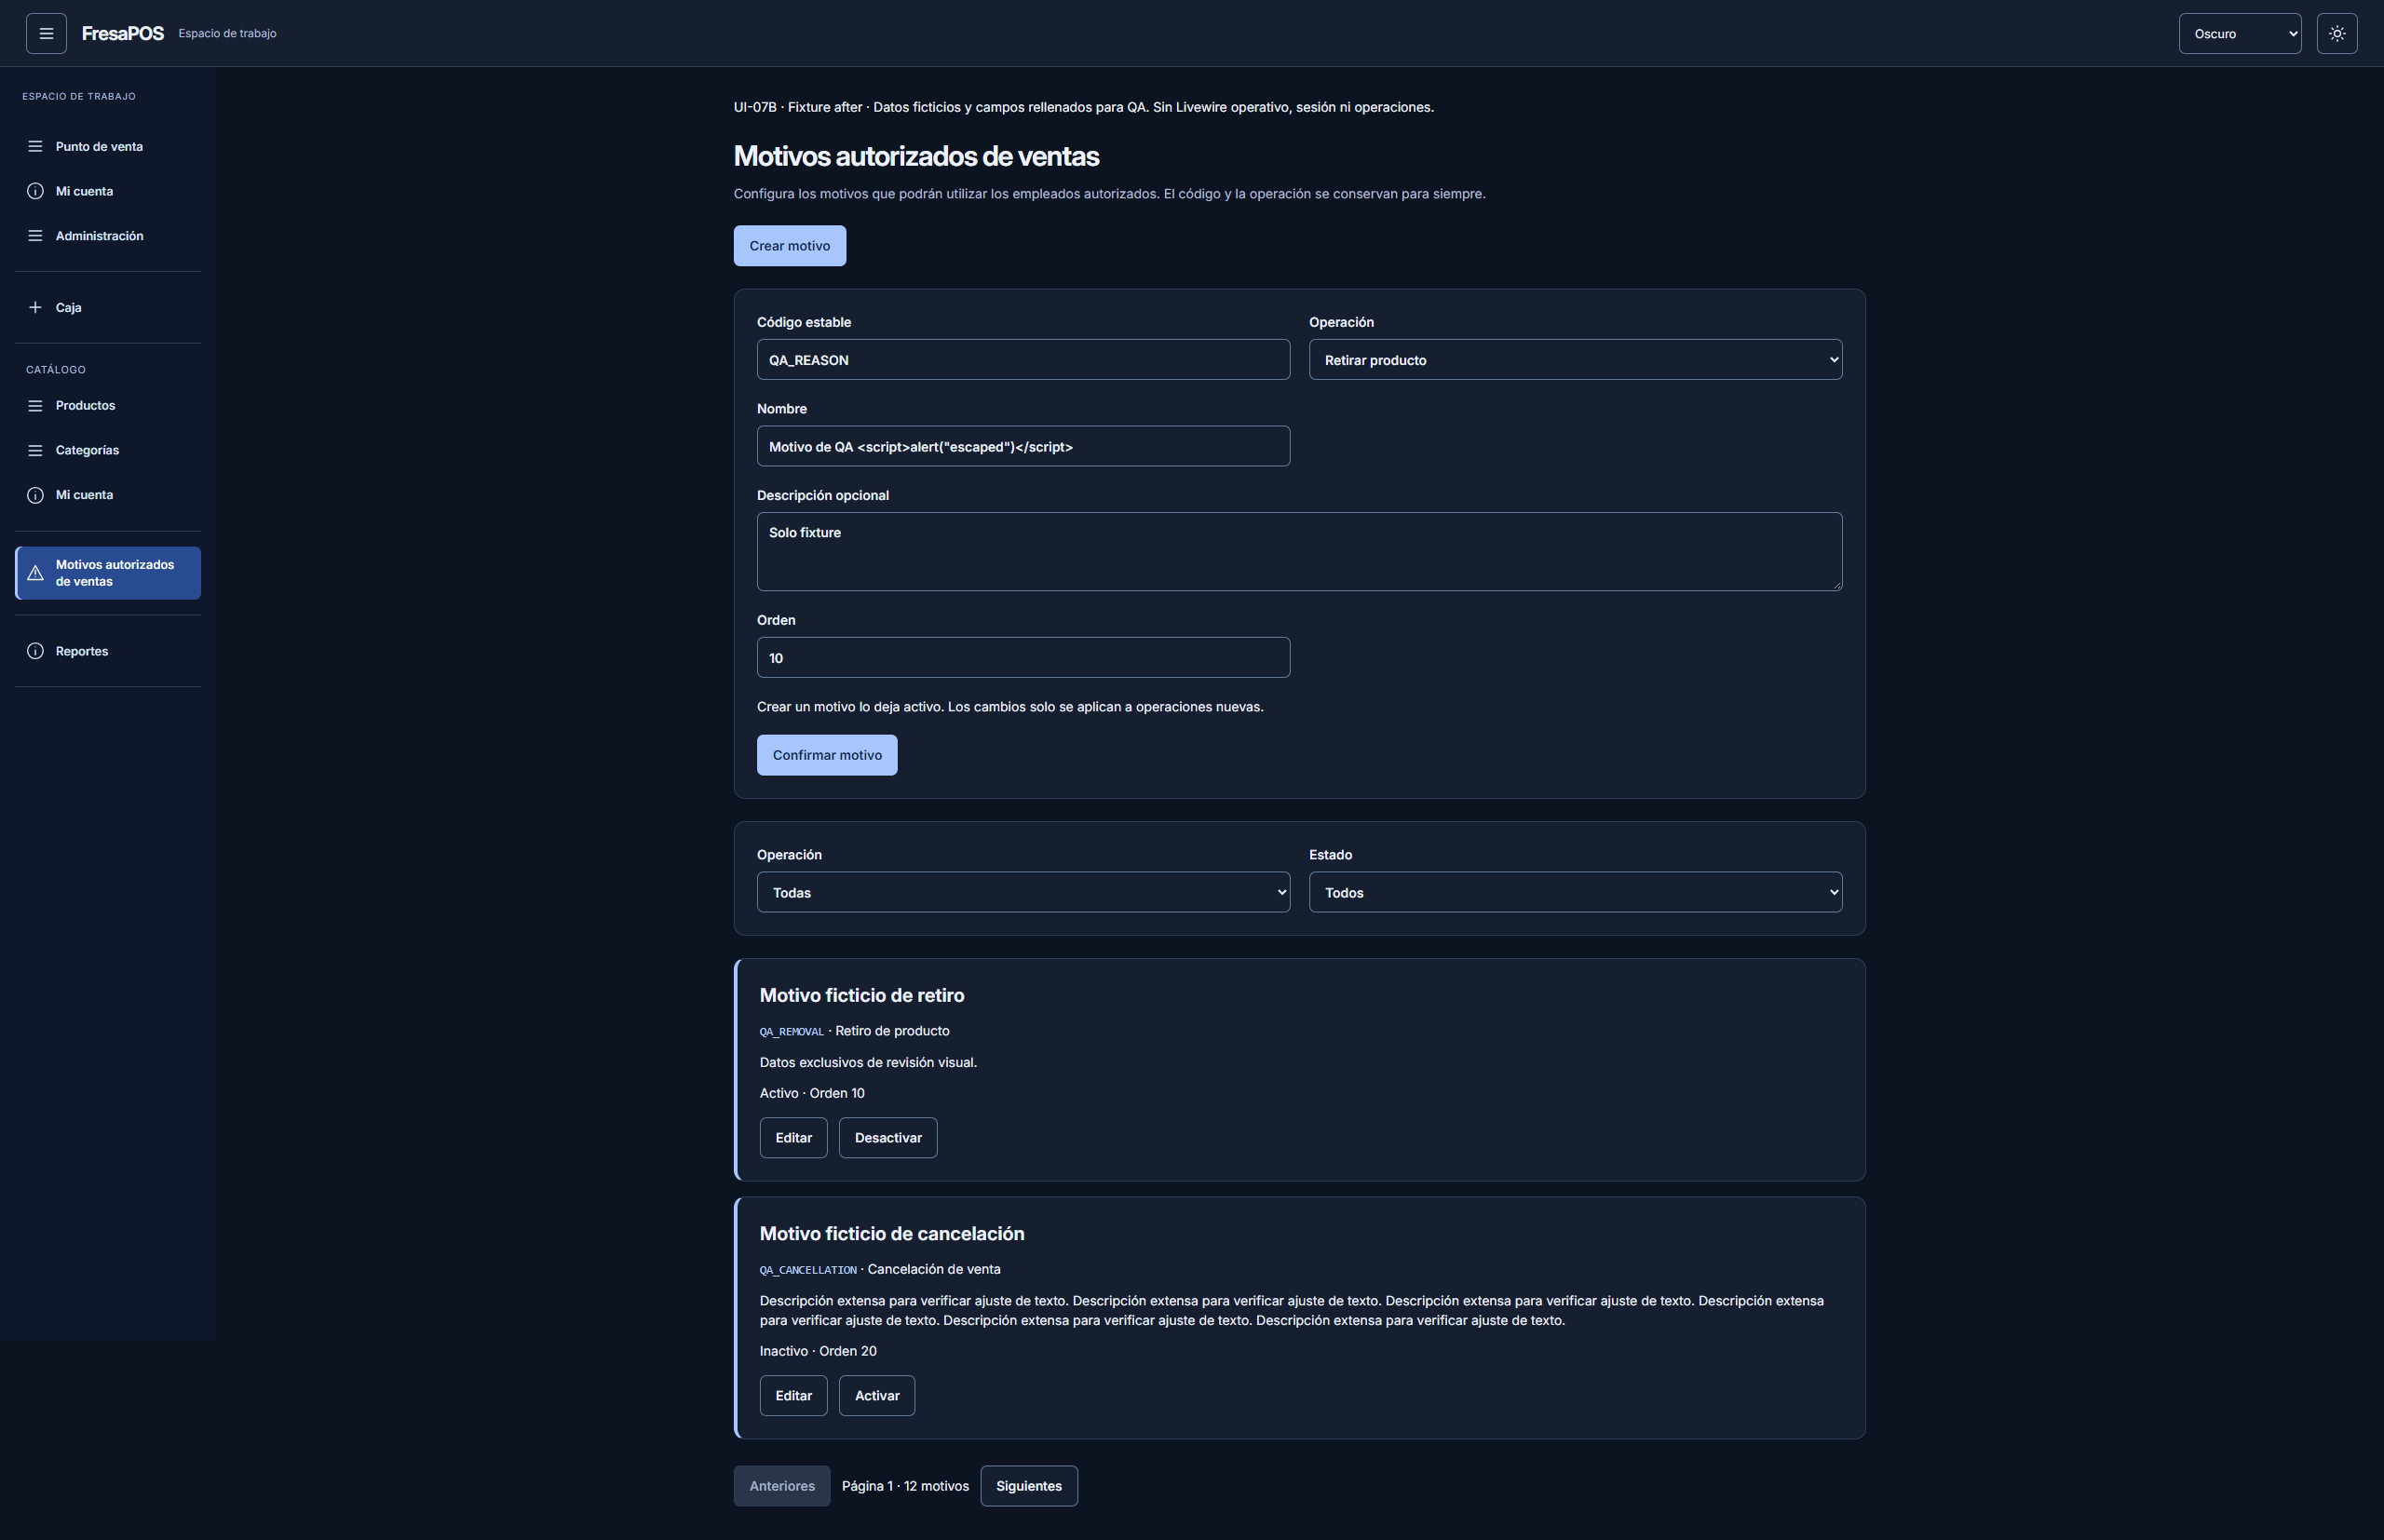 FresaPOS
Espacio de trabajo
Oscuro
ESPACIO DE TRABAJO
Punto de venta
Mi cuenta
Administración
Caja
CATÁLOGO
Productos
Categorías
Mi cuenta
Motivos autorizados
de ventas
Reportes
UI-07B · Fixture after · Datos ficticios y campos rellenados para QA. Sin Livewire operativo, sesión ni operaciones.
Motivos autorizados de ventas
Configura los motivos que podrán utilizar los empleados autorizados. El código y la operación se conservan para siempre.
Crear motivo
Código estable
QA_REASON
Operación
Retirar producto
Nombre
Motivo de QA <script>alert("escaped")</script>
Descripción opcional
Solo fixture
Orden
10
Crear un motivo lo deja activo. Los cambios solo se aplican a operaciones nuevas.
Confirmar motivo
Operación
Todas
Estado
Todos
Motivo ficticio de retiro
QA_REMOVAL · Retiro de producto
Datos exclusivos de revisión visual.
Activo · Orden 10
Editar
Desactivar
Motivo ficticio de cancelación
QA_CANCELLATION · Cancelación de venta
Descripción extensa para verificar ajuste de texto. Descripción extensa para verificar ajuste de texto. Descripción extensa para verificar ajuste de texto. Descripción extensa
para verificar ajuste de texto. Descripción extensa para verificar ajuste de texto. Descripción extensa para verificar ajuste de texto.
Inactivo · Orden 20
Editar
Activar
Anteriores
Página 1 · 12 motivos
Siguientes